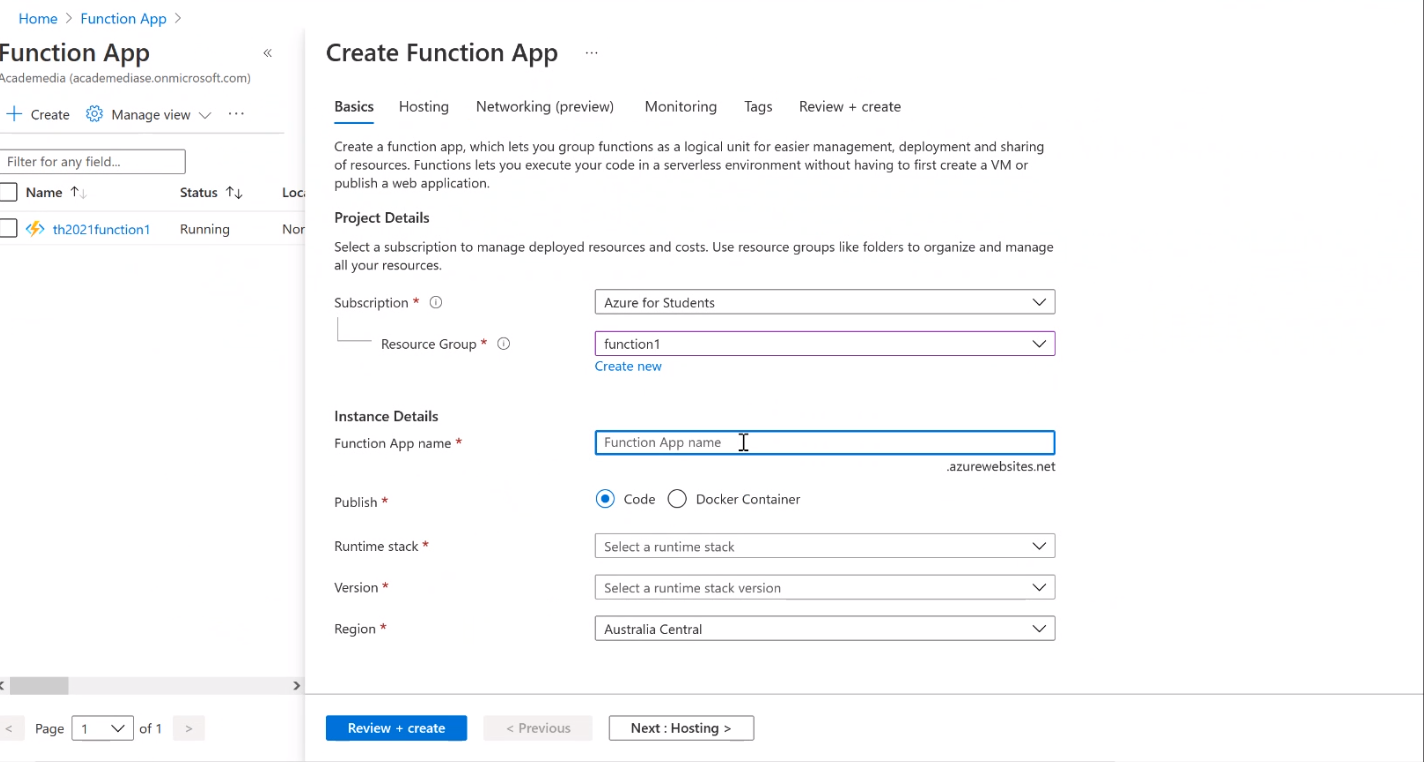 Home > Function App >
Function App «
Academedia (academediase.onmicrosoft.com)
+ Create Manage view ...
Filter for any field...
Name ↑↓ Status ↑↓
th2021function1 Running
< Page 1 of 1 >
Create Function App ...
Basics Hosting Networking (preview) Monitoring Tags Review + create
Create a function app, which lets you group functions as a logical unit for easier management, deployment and sharing
of resources. Functions lets you execute your code in a serverless environment without having to first create a VM or
publish a web application.
Project Details
Select a subscription to manage deployed resources and costs. Use resource groups like folders to organize and manage
all your resources.
Subscription * Azure for Students
Resource Group * function1
Create new
Instance Details
Function App name * Function App name
.azurewebsites.net
Publish * Code Docker Container
Runtime stack * Select a runtime stack
Version * Select a runtime stack version
Region * Australia Central
Review + create < Previous Next : Hosting >